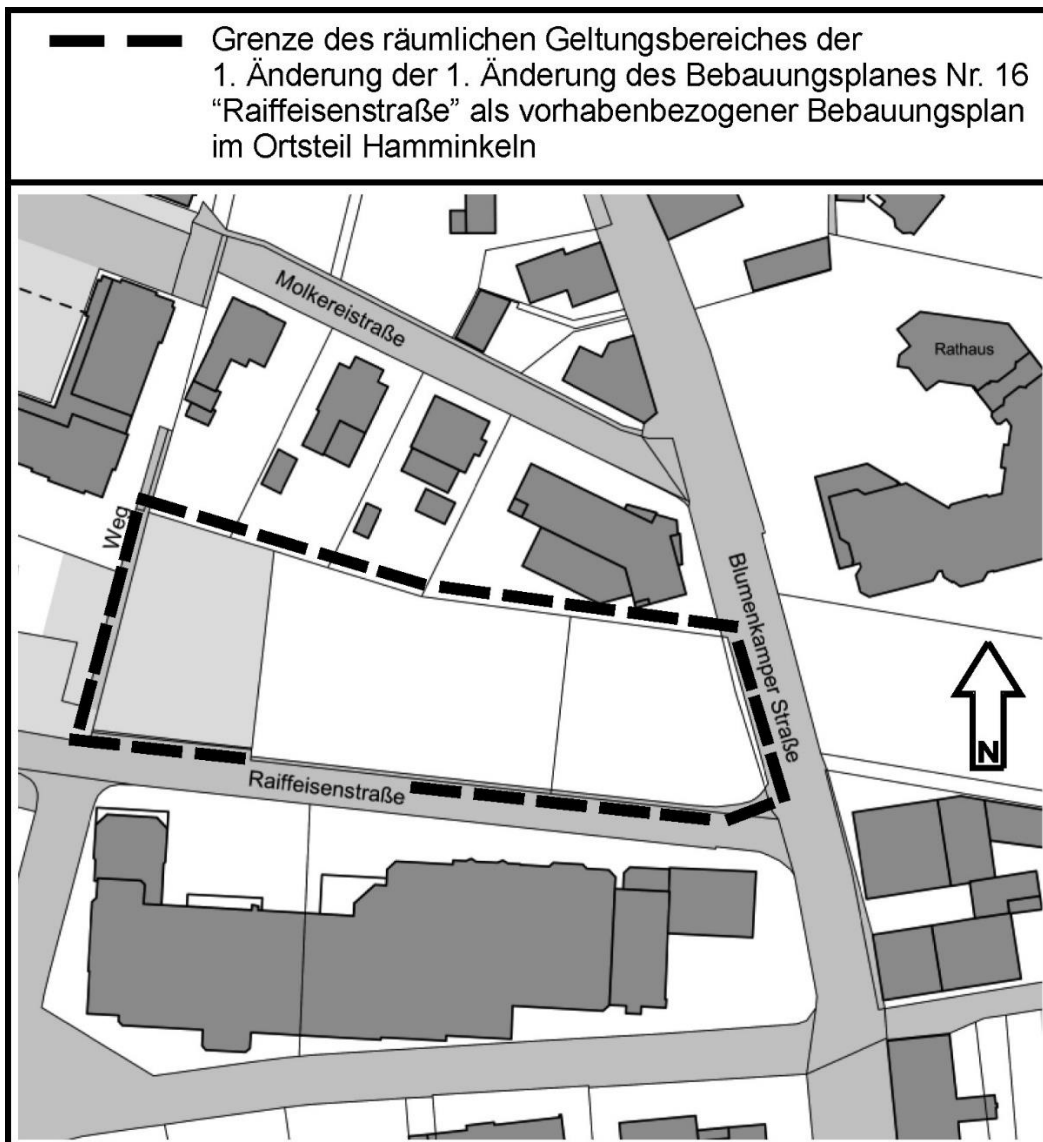 Grenze des räumlichen Geltungsbereiches der
1. Änderung der 1. Änderung des Bebauungsplanes Nr. 16
“Raiffeisenstraße” als vorhabenbezogener Bebauungsplan
im Ortsteil Hamminkeln
Molkereistraße
Rathaus
Weg
Blumenkamper Straße
N
Raiffeisenstraße